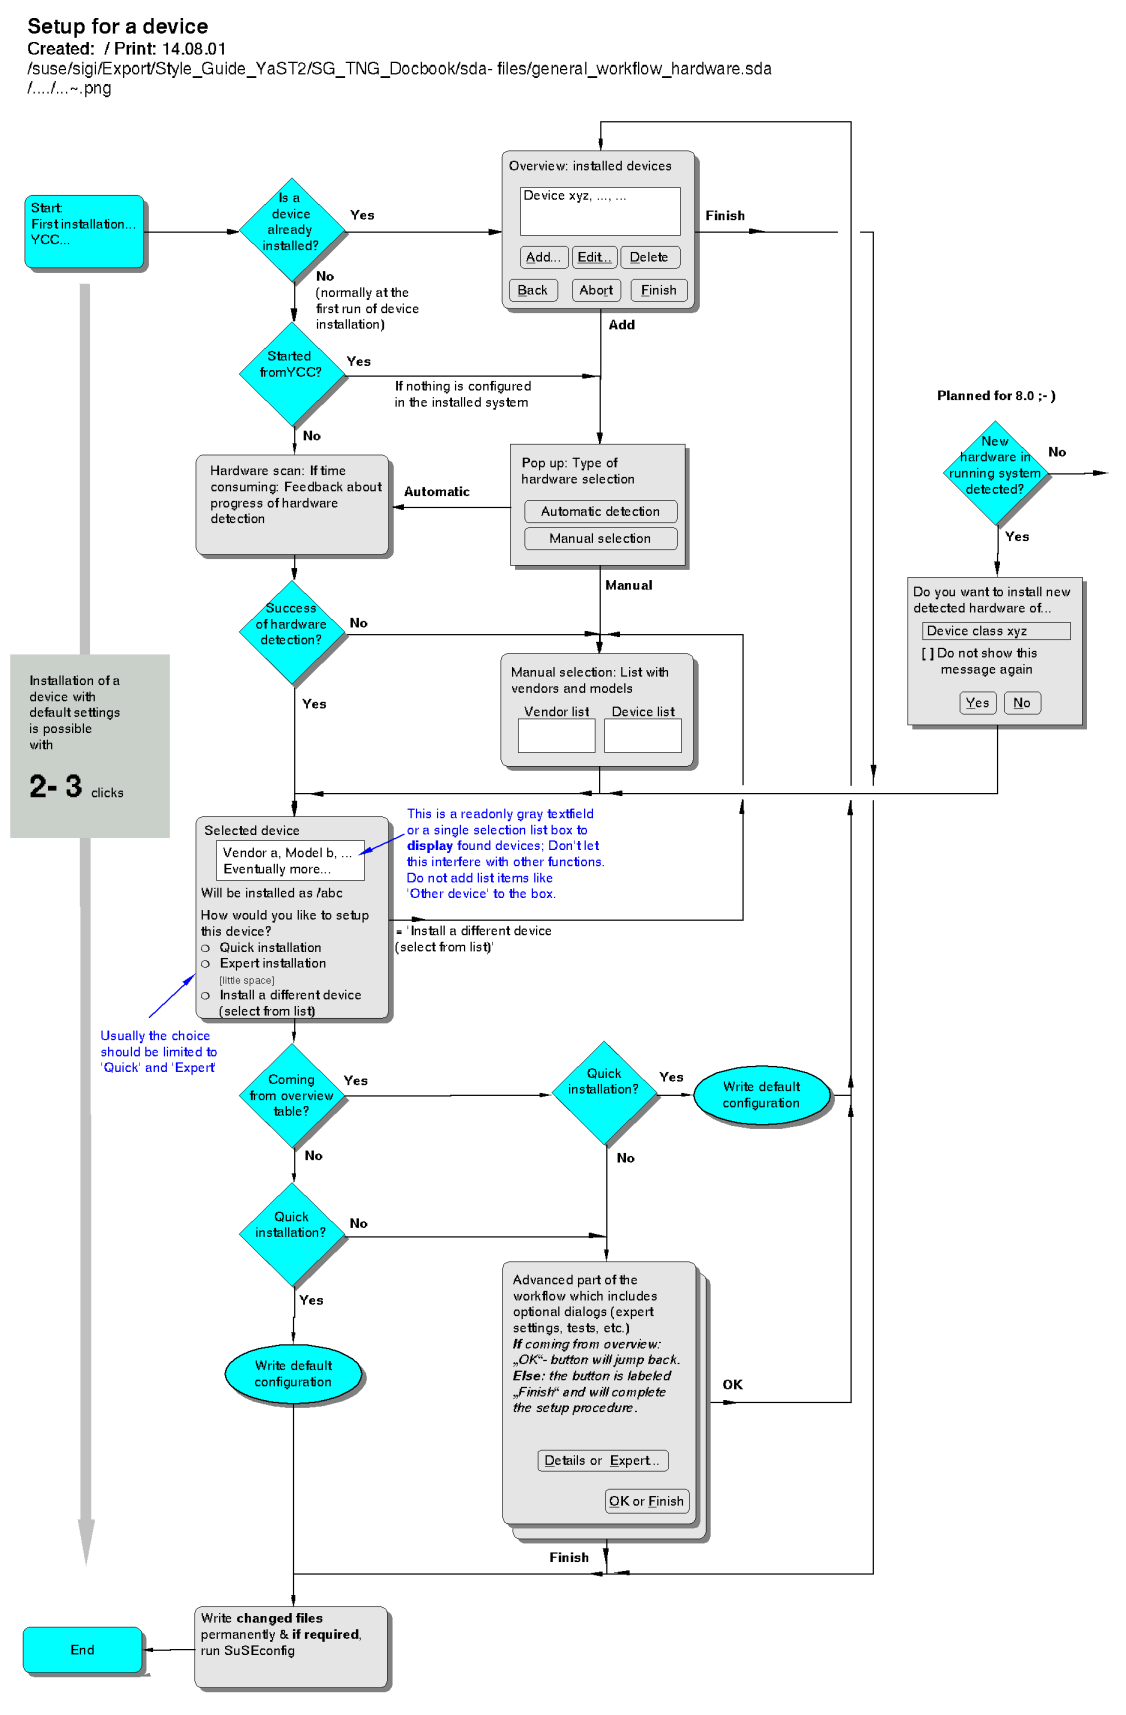 Setup for a device
Created:  / Print: 14.08.01
/suse/sigi/Export/Style_Guide_YaST2/SG_TNG_Docbook/sda- files/general_workflow_hardware.sda
/..../...~.png
Start:
First installation...
YCC...
Is a
device
already
installed?
Yes
No
(normally at the
first run of device
installation)
Overview: installed devices
Device xyz, ..., ...
Add...
Edit...
Delete
Back
Abort
Finish
Finish
Add
Started
fromYCC?
Yes
If nothing is configured
in the installed system
No
Hardware scan: If time
consuming: Feedback about
progress of hardware
detection
Automatic
Pop up: Type of
hardware selection
Automatic detection
Manual selection
Manual
Planned for 8.0 ;- )
New
hardware in
running system
detected?
No
Yes
Do you want to install new
detected hardware of...
Device class xyz
[ ] Do not show this
message again
Yes
No
Success
of hardware
detection?
No
Yes
Manual selection: List with
vendors and models
Vendor list
Device list
Installation of a
device with
default settings
is possible
with
2- 3 clicks
Selected device
Vendor a, Model b, ...
Eventually more...
Will be installed as /abc
How would you like to setup
this device?
Quick installation
Expert installation
[little space]
Install a different device
(select from list)
This is a readonly gray textfield
or a single selection list box to
display found devices; Don't let
this interfere with other functions.
Do not add list items like
'Other device' to the box.
= 'Install a different device
(select from list)'
Usually the choice
should be limited to
'Quick' and 'Expert'
Coming
from overview
table?
Yes
No
Quick
installation?
Yes
No
Write default
configuration
Quick
installation?
No
Yes
Write default
configuration
Advanced part of the
workflow which includes
optional dialogs (expert
settings, tests, etc.)
If coming from overview:
„OK“- button will jump back.
Else: the button is labeled
„Finish“ and will complete
the setup procedure.
Details or  Expert...
OK or Finish
OK
Finish
Write changed files
permanently & if required,
run SuSEconfig
End